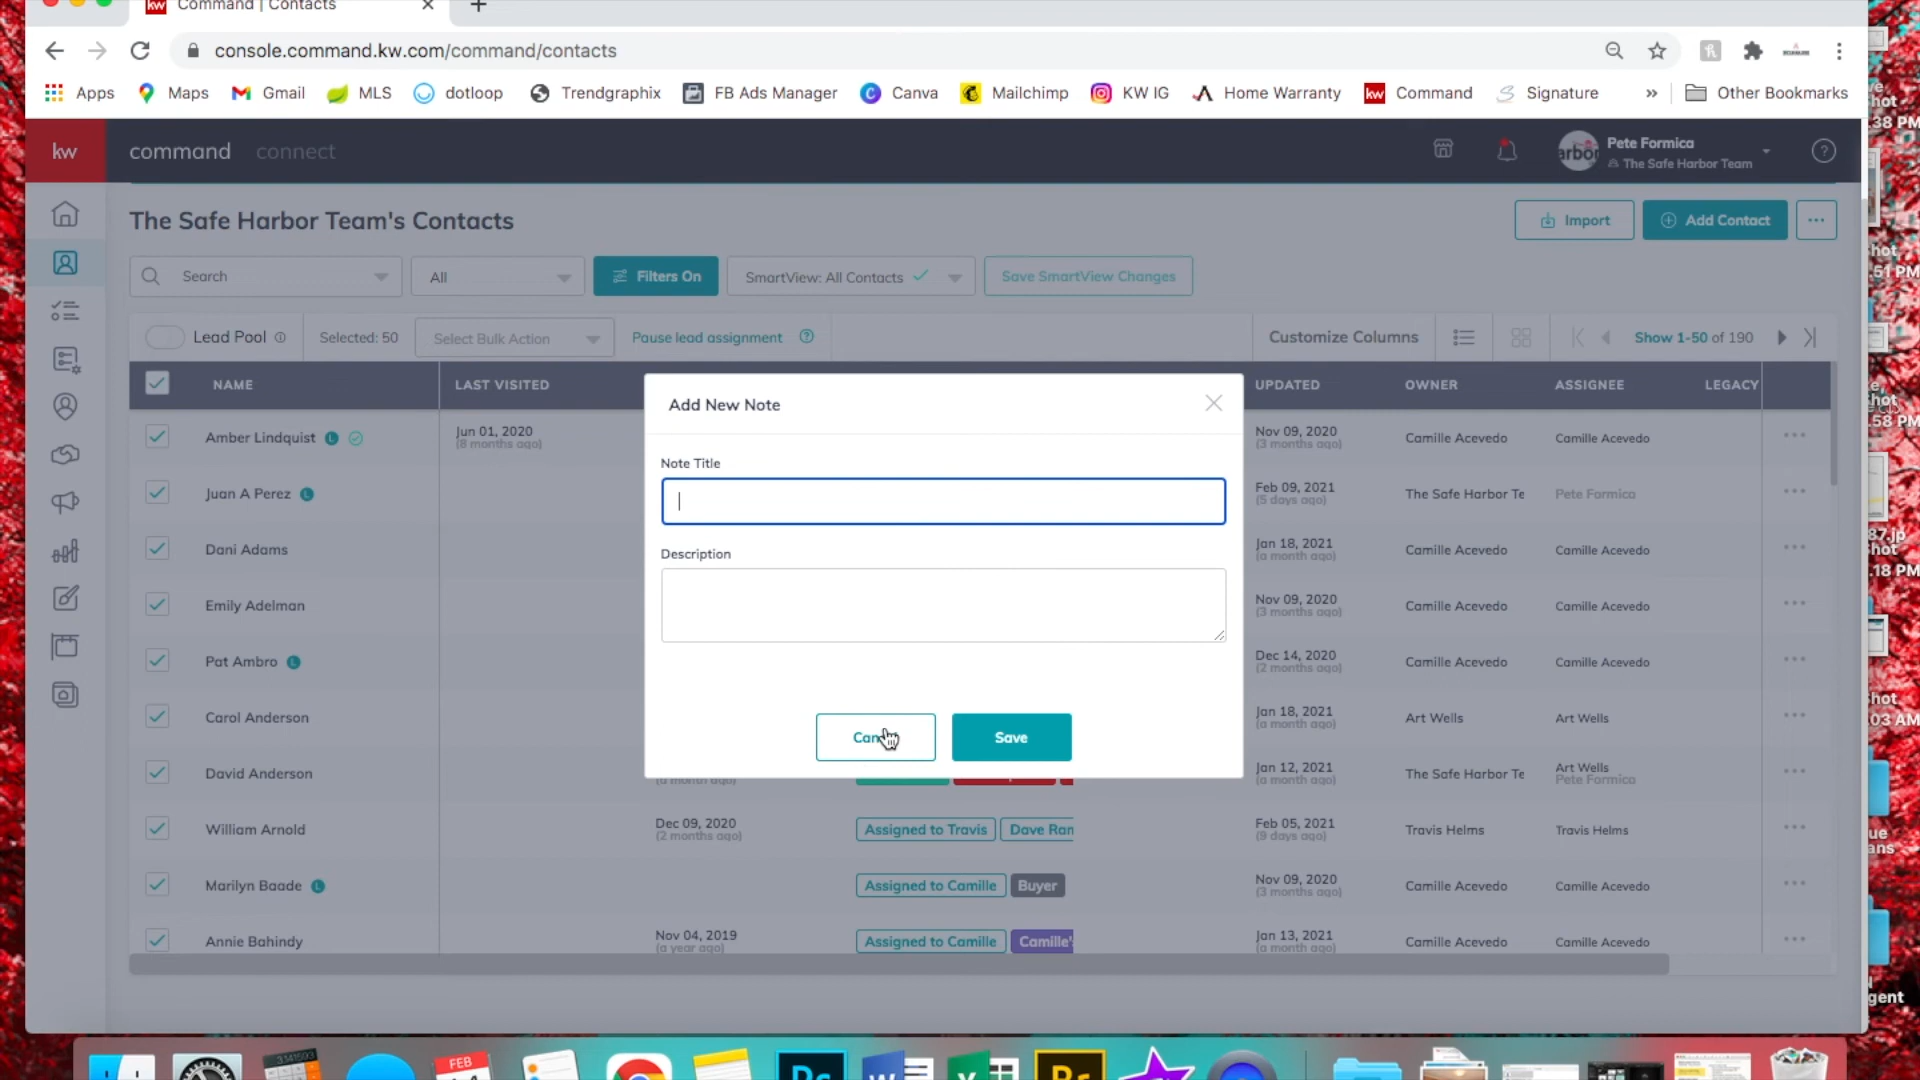 kw Command | Contacts
console.command.kw.com/command/contacts
Apps Maps Gmail MLS dotloop Trendgraphix FB Ads Manager Canva Mailchimp KW IG Home Warranty kw Command Signature » Other Bookmarks
kw command connect Pete Formica
The Safe Harbor Team
The Safe Harbor Team's Contacts Import Add Contact
Search All Filters On SmartView: All Contacts Save SmartView Changes
Lead Pool Selected: 50 Select Bulk Action Pause lead assignment Customize Columns Show 1-50 of 190
NAME LAST VISITED UPDATED OWNER ASSIGNEE LEGACY
Add New Note
Note Title
Description
Save
Amber Lindquist L Jun 01, 2020 Nov 09, 2020 Camille Acevedo Camille Acevedo
(8 months ago) (3 months ago)
Juan A Perez L Feb 09, 2021 The Safe Harbor Te Pete Formica
(5 days ago)
Dani Adams Jan 18, 2021 Camille Acevedo Camille Acevedo
(a month ago)
Emily Adelman Nov 09, 2020 Camille Acevedo Camille Acevedo
(3 months ago)
Pat Ambro L Dec 14, 2020 Camille Acevedo Camille Acevedo
(2 months ago)
Carol Anderson Jan 18, 2021 Art Wells Art Wells
(a month ago)
David Anderson Jan 12, 2021 The Safe Harbor Te Art Wells
(a month ago) (a month ago) Pete Formica
William Arnold Dec 09, 2020 Assigned to Travis Dave Ran Feb 05, 2021 Travis Helms Travis Helms
(2 months ago) (9 days ago)
Marilyn Baade L Assigned to Camille Buyer Nov 09, 2020 Camille Acevedo Camille Acevedo
(3 months ago)
Annie Bahindy Nov 04, 2019 Assigned to Camille Camille's Jan 13, 2021 Camille Acevedo Camille Acevedo
(a year ago) (a month ago)
FEB